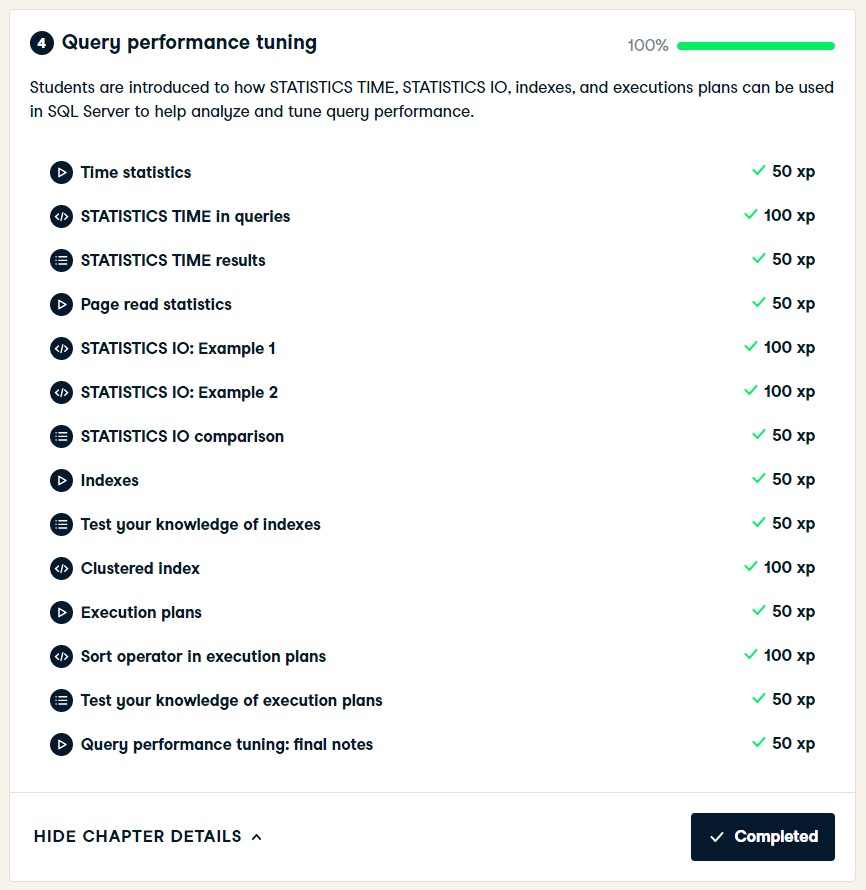 4 Query performance tuning 100%
Students are introduced to how STATISTICS TIME, STATISTICS IO, indexes, and executions plans can be used
in SQL Server to help analyze and tune query performance.
Time statistics 50 xp
STATISTICS TIME in queries 100 xp
STATISTICS TIME results 50 xp
Page read statistics 50 xp
STATISTICS IO: Example 1 100 xp
STATISTICS IO: Example 2 100 xp
STATISTICS IO comparison 50 xp
Indexes 50 xp
Test your knowledge of indexes 50 xp
Clustered index 100 xp
Execution plans 50 xp
Sort operator in execution plans 100 xp
Test your knowledge of execution plans 50 xp
Query performance tuning: final notes 50 xp
HIDE CHAPTER DETAILS Completed